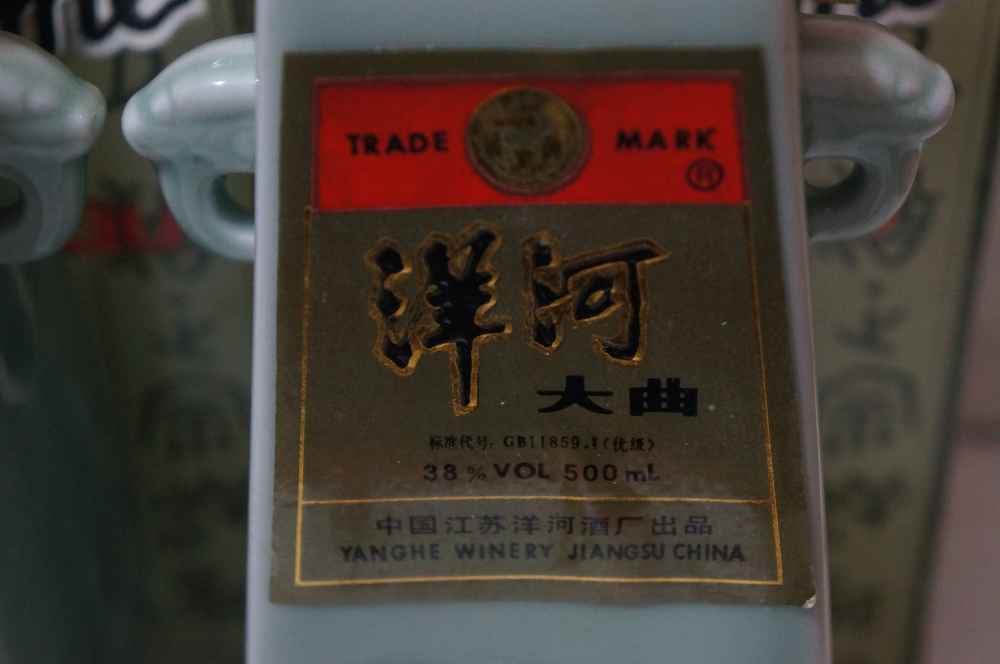 TRADE MARK
®
洋河
大曲
标准代号: GB11859.1(优级)
38% VOL 500mL
中国江苏洋河酒厂出品
YANGHE WINERY JIANGSU CHINA